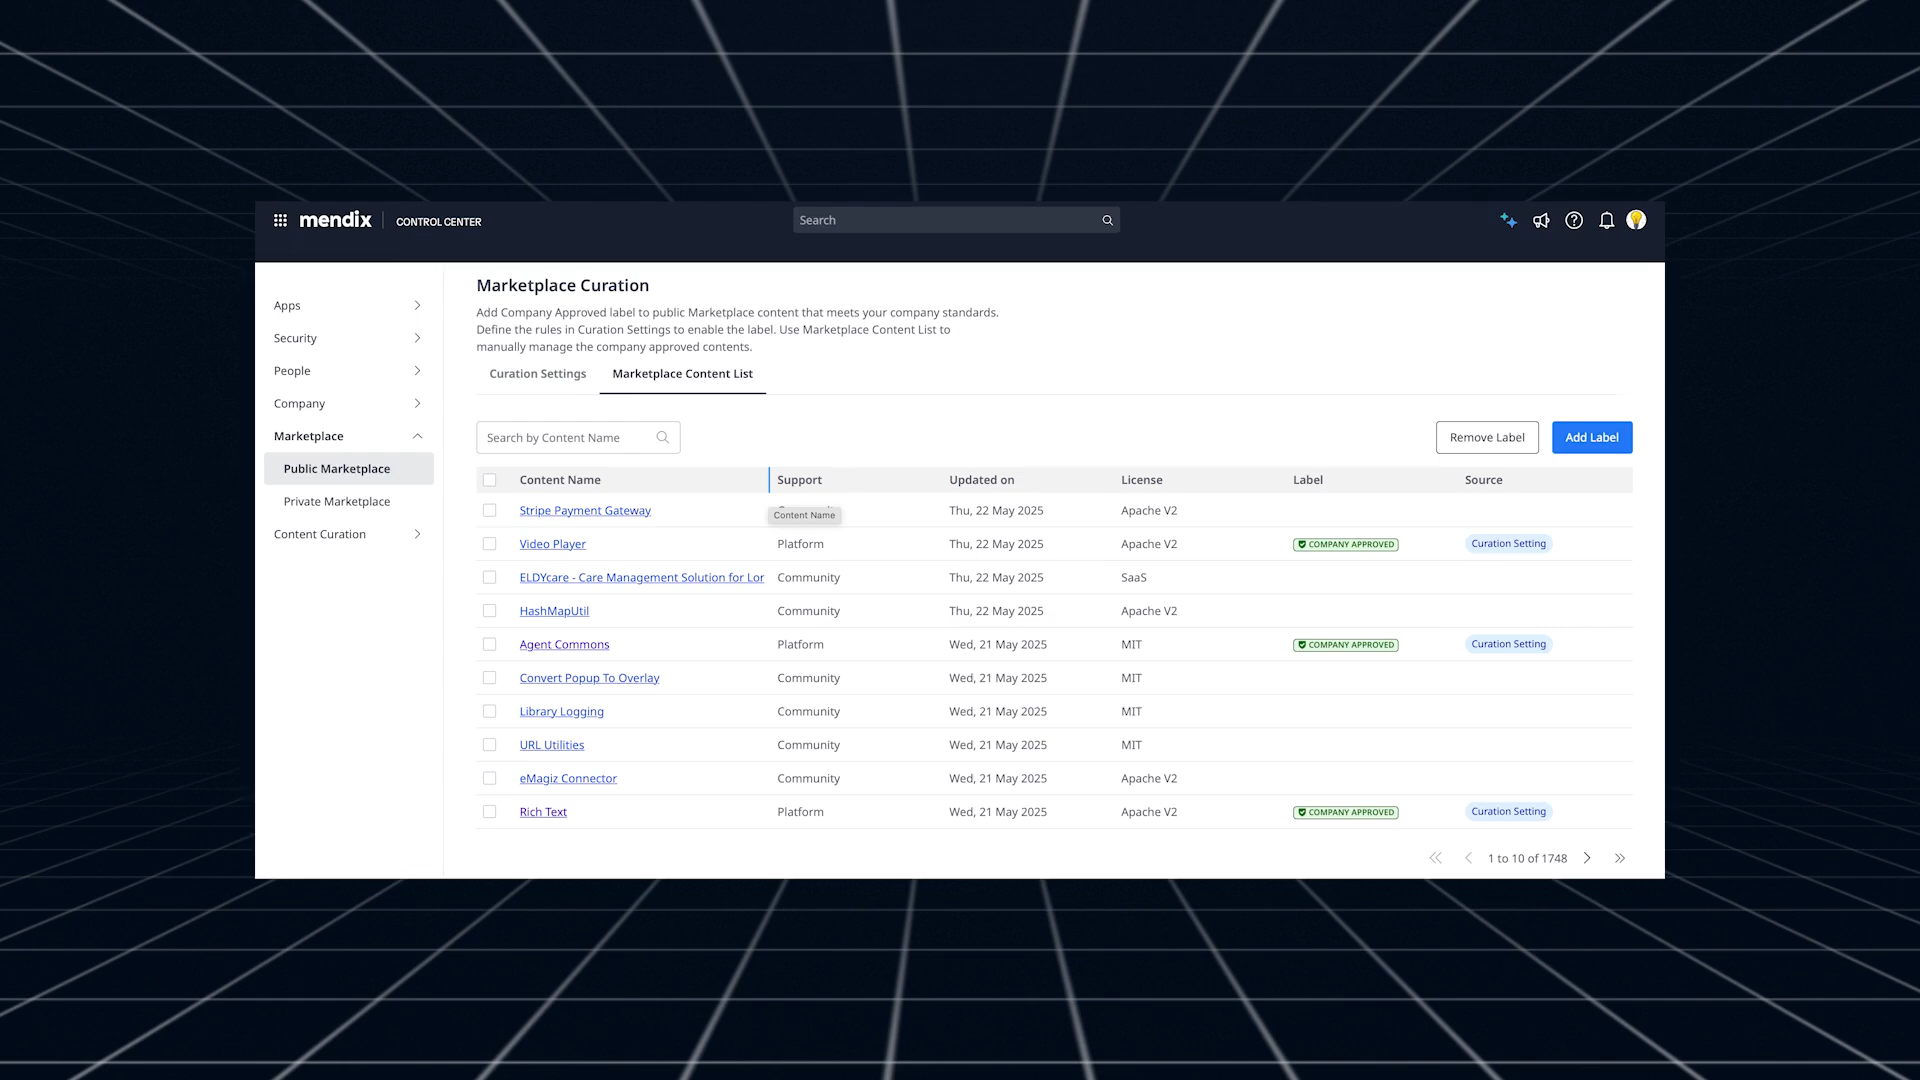 mendix CONTROL CENTER Search
Apps
Security
People
Company
Marketplace
Public Marketplace
Private Marketplace
Content Curation
Marketplace Curation
Add Company Approved label to public Marketplace content that meets your company standards.
Define the rules in Curation Settings to enable the label. Use Marketplace Content List to
manually manage the company approved contents.
Curation Settings Marketplace Content List
Search by Content Name Remove Label Add Label
Content Name Support Updated on License Label Source
Stripe Payment Gateway Thu, 22 May 2025 Apache V2
Content Name
Video Player Platform Thu, 22 May 2025 Apache V2 COMPANY APPROVED Curation Setting
ELDYcare - Care Management Solution for Lor Community Thu, 22 May 2025 SaaS
HashMapUtil Community Thu, 22 May 2025 Apache V2
Agent Commons Platform Wed, 21 May 2025 MIT COMPANY APPROVED Curation Setting
Convert Popup To Overlay Community Wed, 21 May 2025 MIT
Library Logging Community Wed, 21 May 2025 MIT
URL Utilities Community Wed, 21 May 2025 MIT
eMagiz Connector Community Wed, 21 May 2025 Apache V2
Rich Text Platform Wed, 21 May 2025 Apache V2 COMPANY APPROVED Curation Setting
1 to 10 of 1748